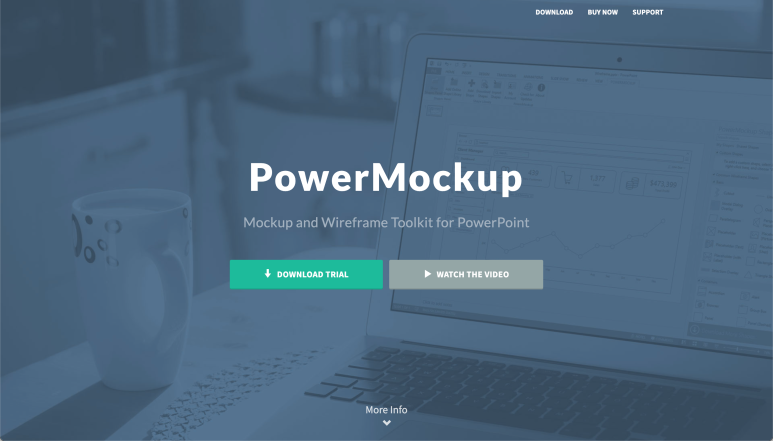 DOWNLOAD BUY NOW SUPPORT
PowerMockup
Mockup and Wireframe Toolkit for PowerPoint
DOWNLOAD TRIAL WATCH THE VIDEO
More Info